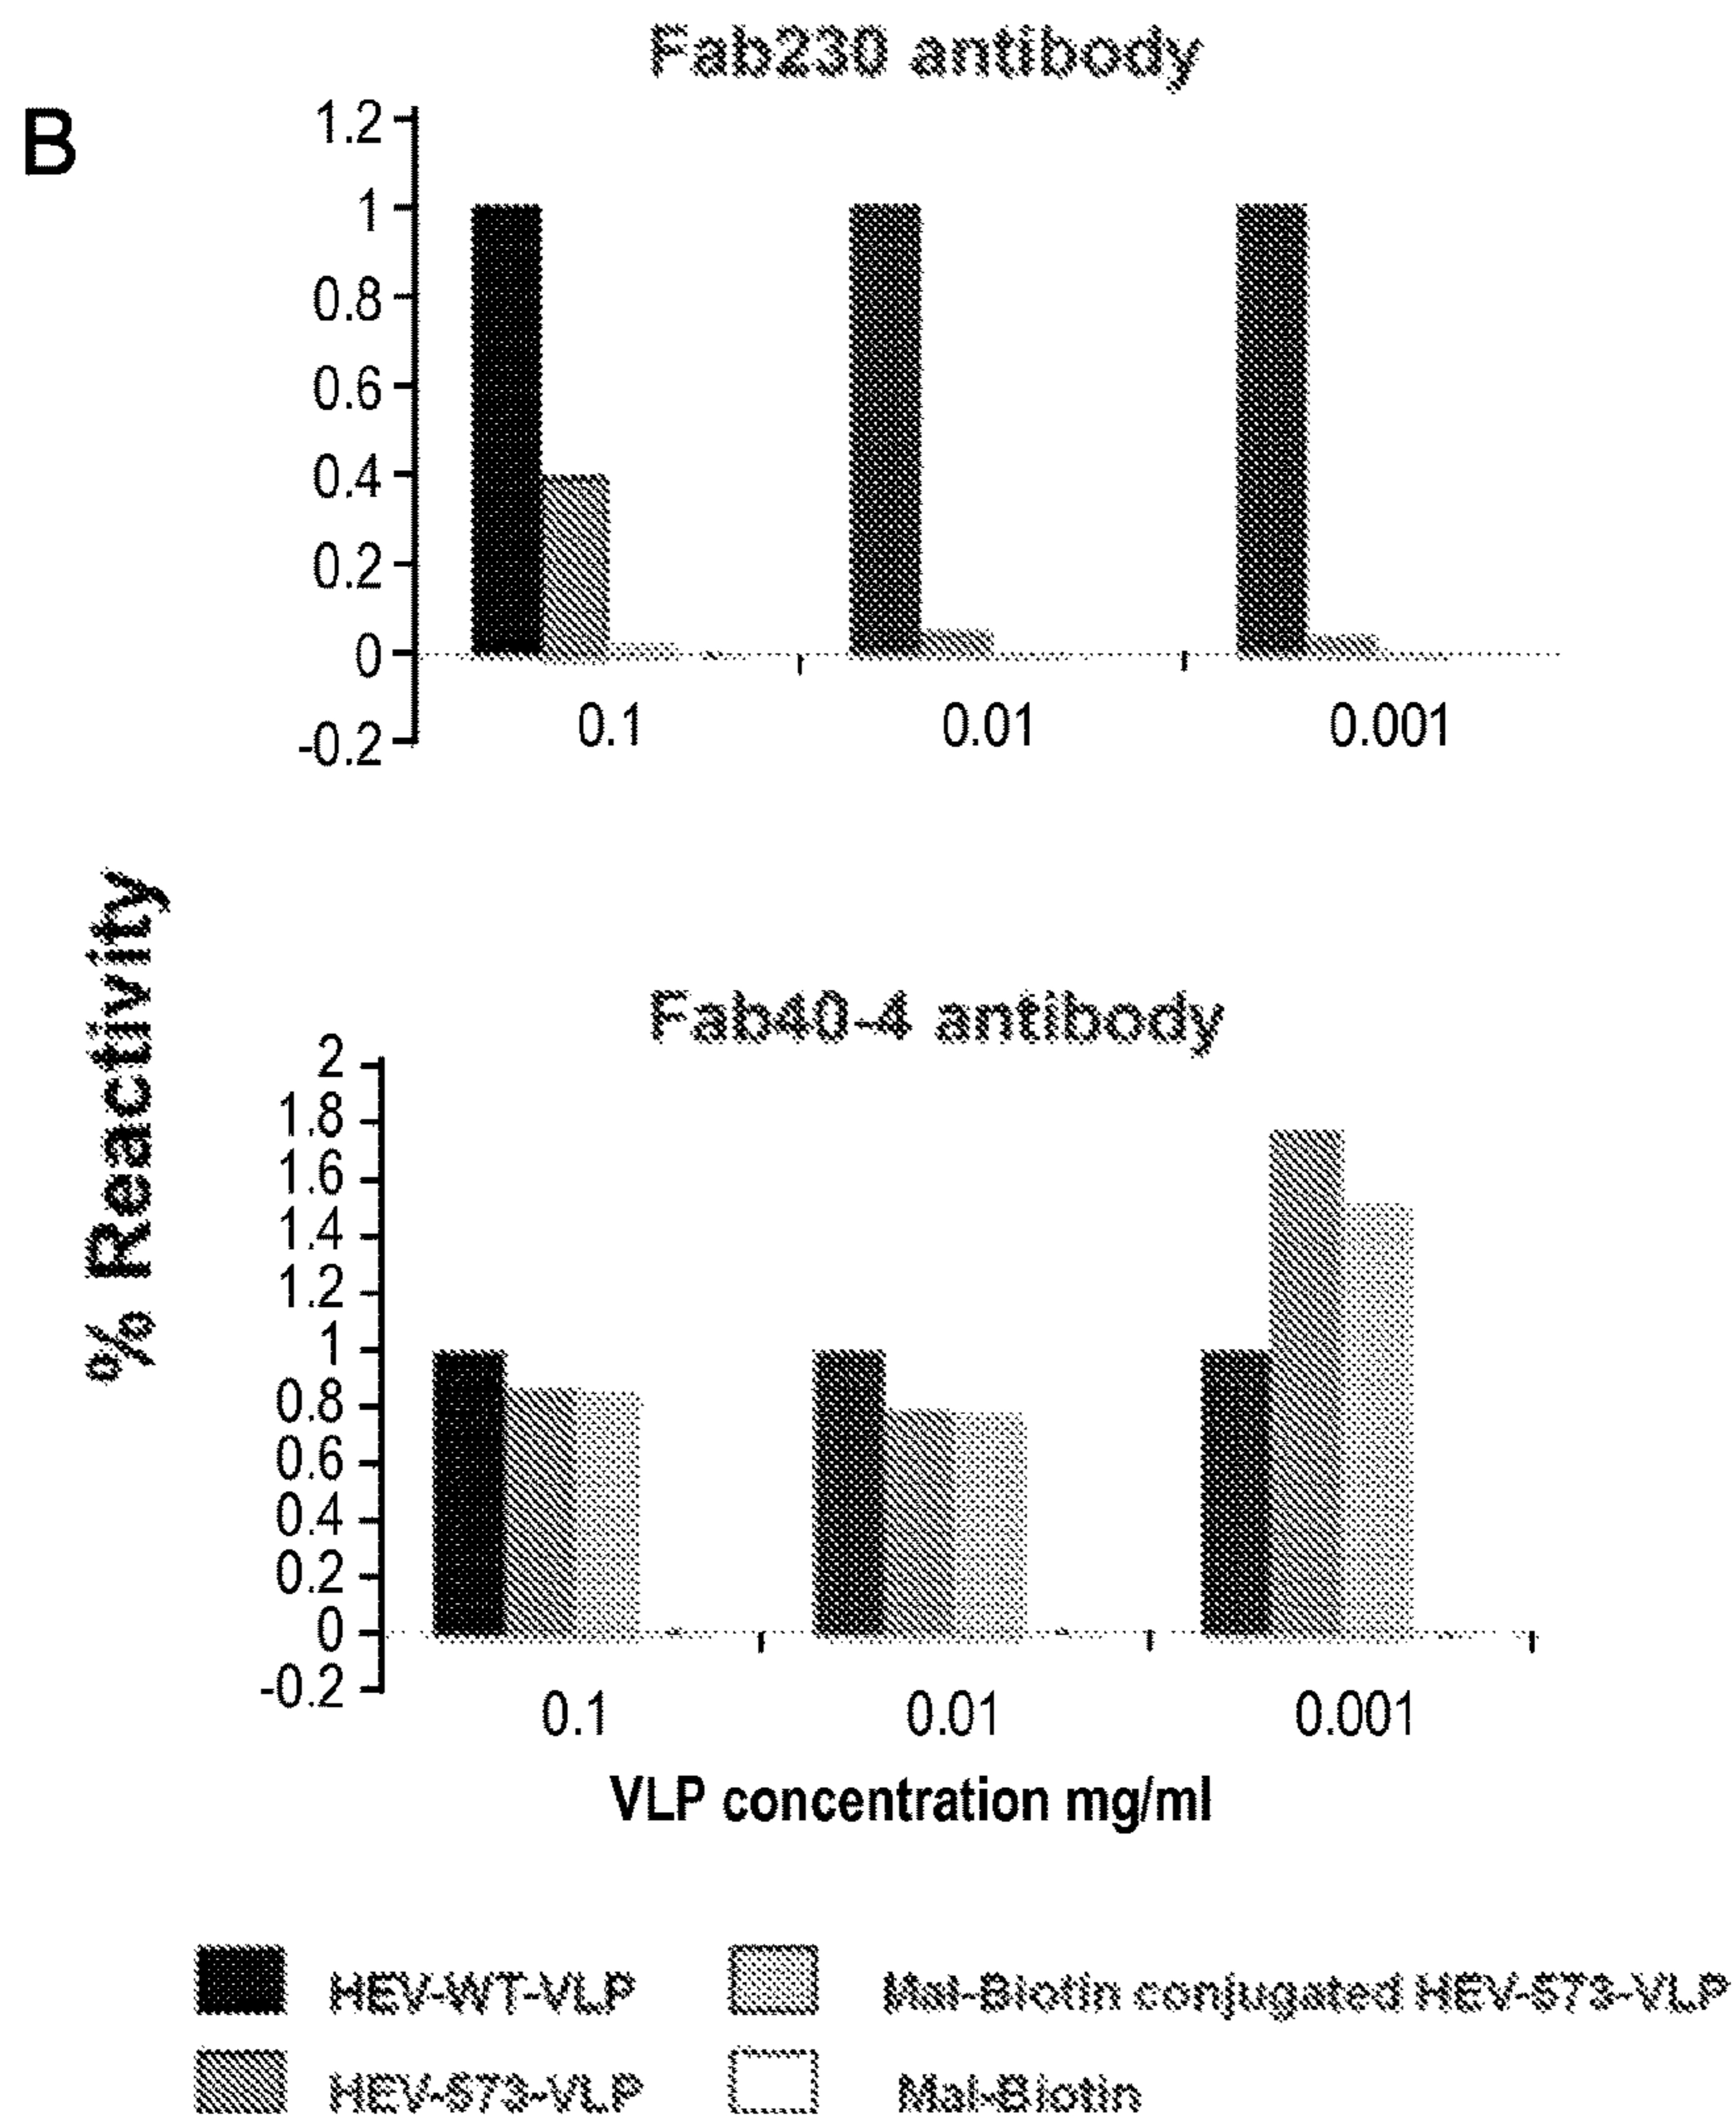 B
Fab230 antibody
1.2
1
0.8
0.6
0.4
0.2
0
-0.2
0.1 0.01 0.001
% Reactivity
Fab40-4 antibody
2
1.8
1.6
1.4
1.2
1
0.8
0.6
0.4
0.2
0
-0.2
0.1 0.01 0.001
VLP concentration mg/ml
HEV-WT-VLP Mal-Biotin conjugated HEV-573-VLP
HEV-573-VLP Mal-Biotin